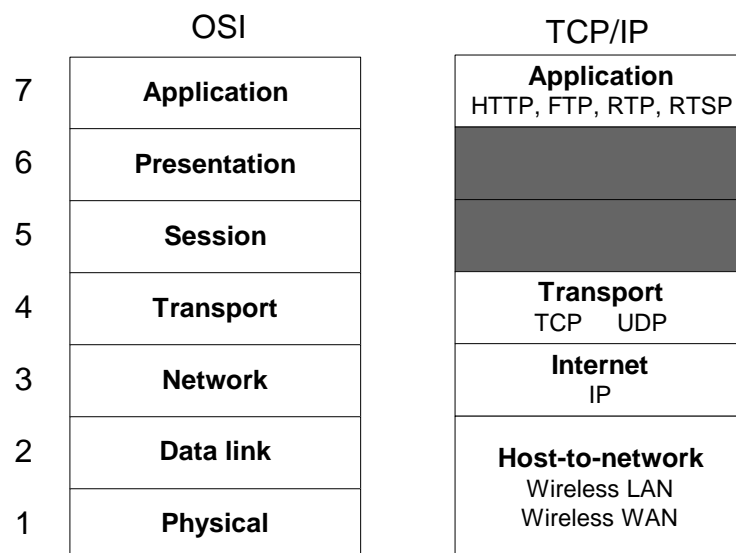 OSI
TCP/IP
7
Application
Application
HTTP, FTP, RTP, RTSP
6
Presentation
5
Session
4
Transport
Transport
TCP UDP
3
Network
Internet
IP
2
Data link
Host-to-network
Wireless LAN
Wireless WAN
1
Physical